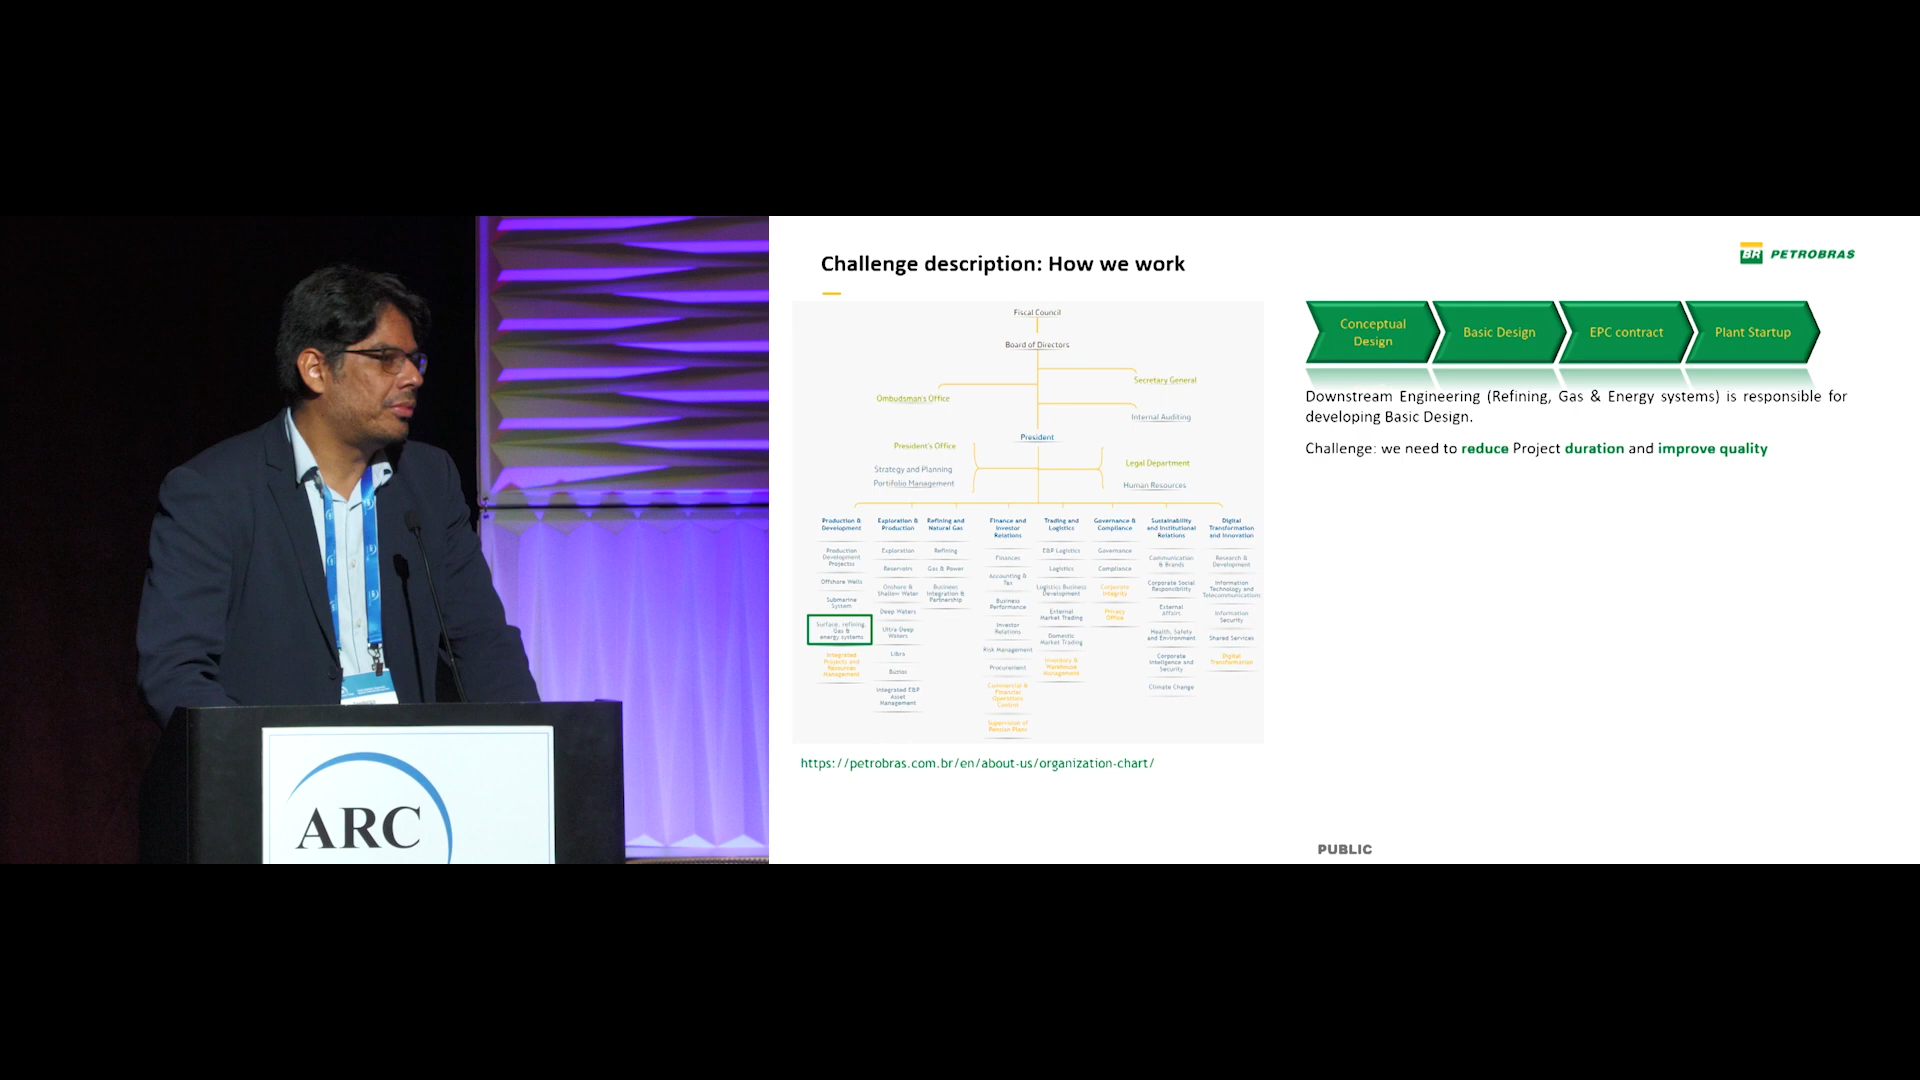 Challenge description: How we work
BR PETROBRAS
Fiscal Council
Board of Directors
Secretary General
Ombudsman's Office
Internal Auditing
President
President's Office
Legal Department
Strategy and Planning
Portfolio Management
Human Resources
Production &
Development
Production
Development
Projectss
Offshore Wells
Submarine
System
Surface, refining,
Gas &
energy systems
Integrated
Projects and
Resources
Management
Exploration &
Production
Exploration
Reservoirs
Onshore &
Shallow Water
Deep Waters
Ultra Deep
Waters
Libra
Buzios
Integrated E&P
Asset
Management
Refining and
Natural Gas
Refining
Gas & Power
Business
Integration &
Partnership
Finance and
Investor
Relations
Finances
Accounting &
Tax
Business
Performance
Investor
Relations
Risk Management
Procurement
Commercial &
Financial
Operations
Control
Supervision of
Pension Plans
Trading and
Logistics
E&P Logistics
Logistics
Logistics Business
Development
External
Market Trading
Domestic
Market Trading
Inventory &
Warehouse
Management
Governance &
Compliance
Governance
Compliance
Corporate
Integrity
Privacy
Office
Sustainability
and Institutional
Relations
Communication
& Brands
Corporate Social
Responsibility
External
Affairs
Health, Safety
and Environment
Corporate
Intelligence and
Security
Climate Change
Digital
Transformation
and Innovation
Research &
Development
Information
Technology and
Telecommunications
Information
Security
Shared Services
Digital
Transformation
https://petrobras.com.br/en/about-us/organization-chart/
Conceptual
Design
Basic Design
EPC contract
Plant Startup
Downstream Engineering (Refining, Gas & Energy systems) is responsible for
developing Basic Design.
Challenge: we need to reduce Project duration and improve quality
PUBLIC
ARC